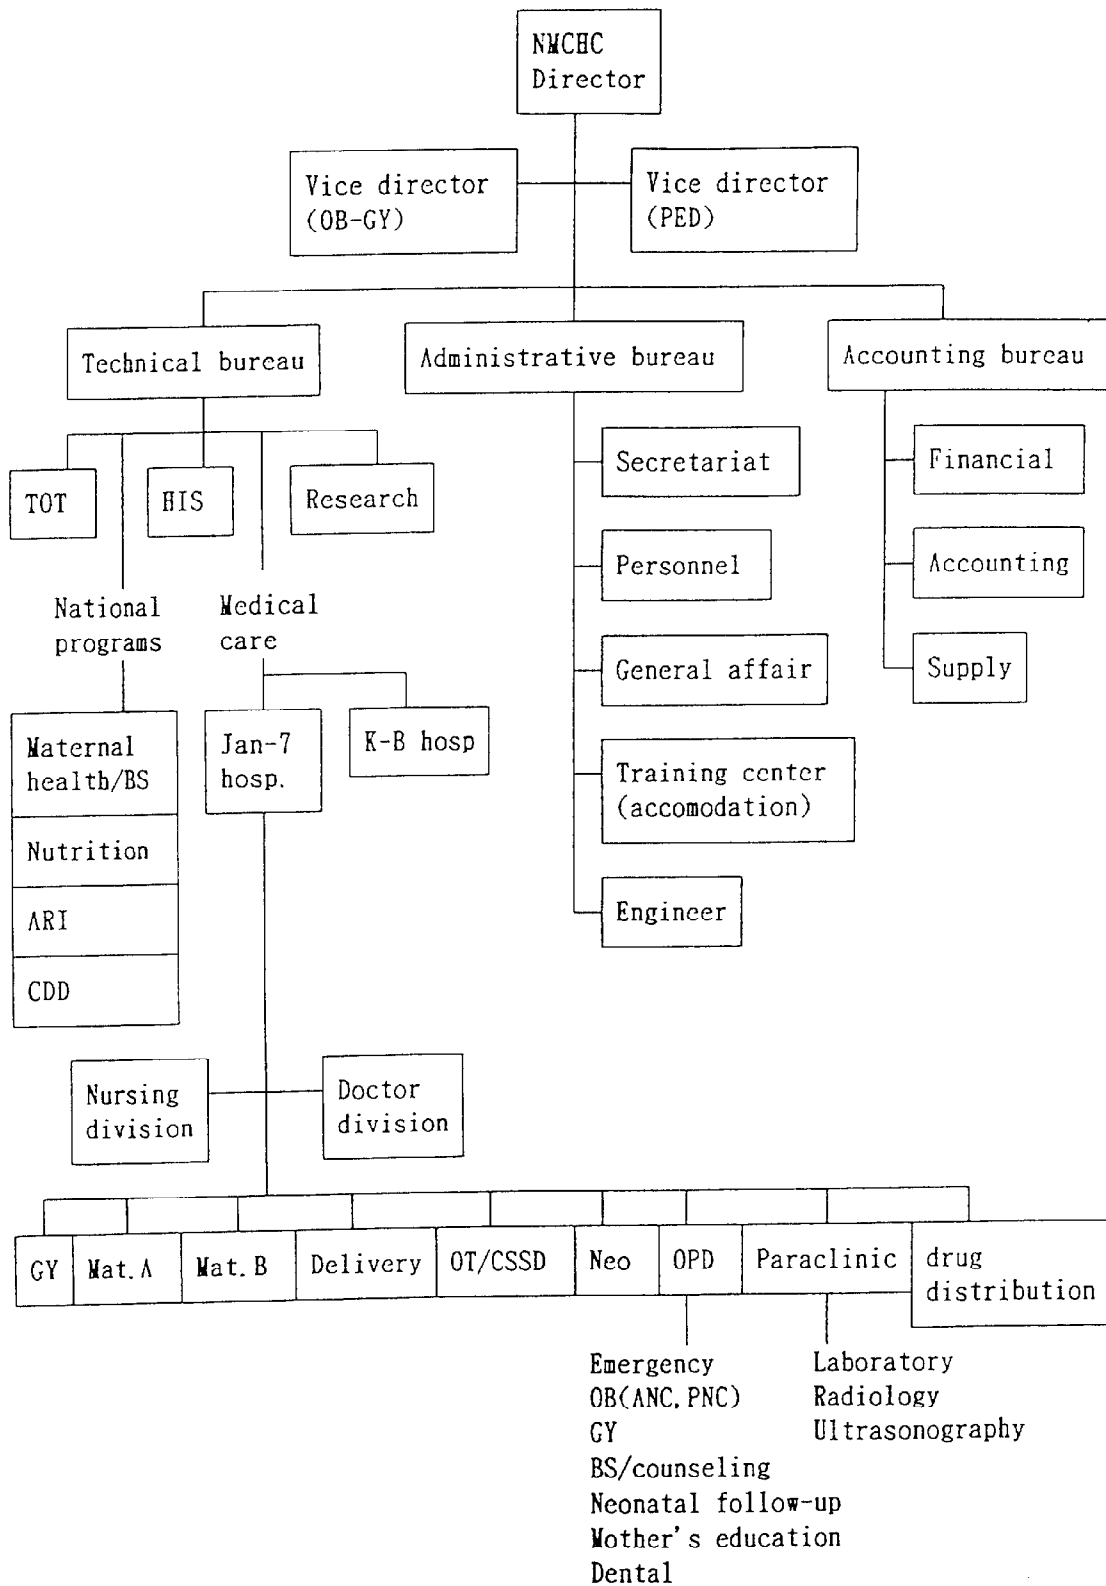 NMCHC
Director
Vice director
(OB-GY)
Vice director
(PED)
Technical bureau
Administrative bureau
Accounting bureau
TOT
HIS
Research
National
programs
Medical
care
Maternal
health/BS
Nutrition
ARI
CDD
Jan-7
hosp.
K-B hosp
Secretariat
Personnel
General affair
Training center
(accomodation)
Engineer
Financial
Accounting
Supply
Nursing
division
Doctor
division
GY
Mat.A
Mat.B
Delivery
OT/CSSD
Neo
OPD
Paraclinic
drug
distribution
Emergency
OB(ANC,PNC)
GY
BS/counseling
Neonatal follow-up
Mother's education
Dental
Laboratory
Radiology
Ultrasonography